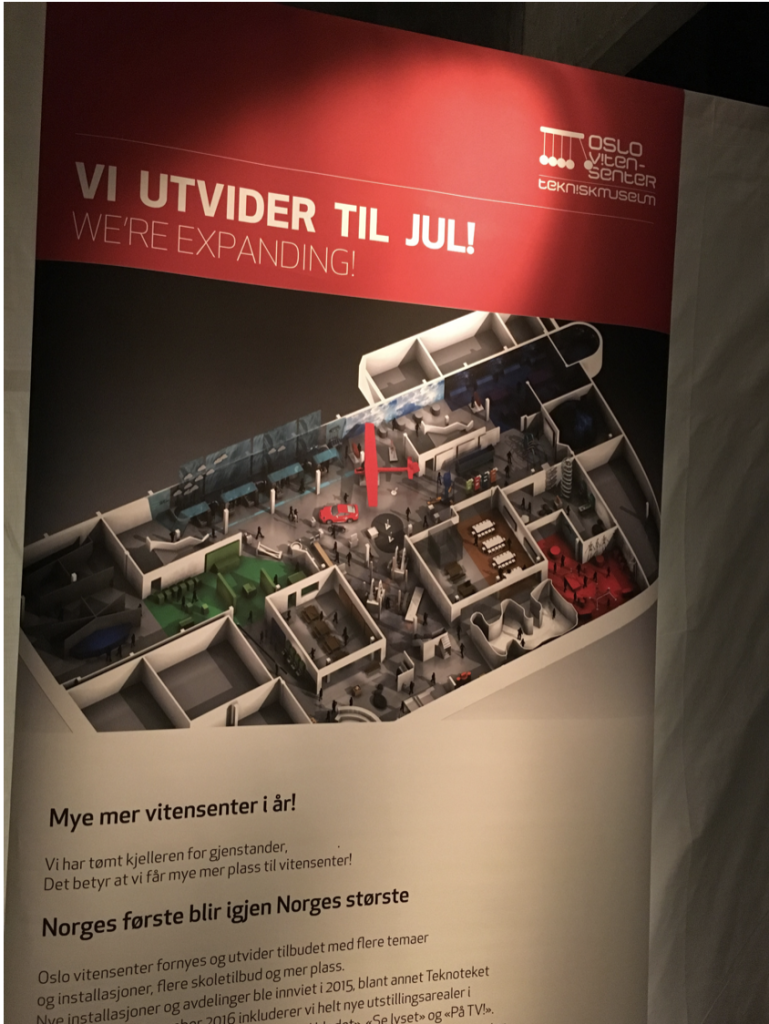 OSLO
VITEN-
SENTER
TEKNISKMUSEUM
VI UTVIDER TIL JUL!
WE'RE EXPANDING!
Mye mer vitensenter i år!
Vi har tømt kjelleren for gjenstander,
Det betyr at vi får mye mer plass til vitensenter!
Norges første blir igjen Norges største
Oslo vitensenter fornyes og utvider tilbudet med flere temaer
og installasjoner, flere skoletilbud og mer plass.
Nye installasjoner og avdelinger ble innviet i 2015, blant annet Teknoteket
2016 inkluderer vi helt nye utstillingsarealer i
«Se lyset» og «På TV!».